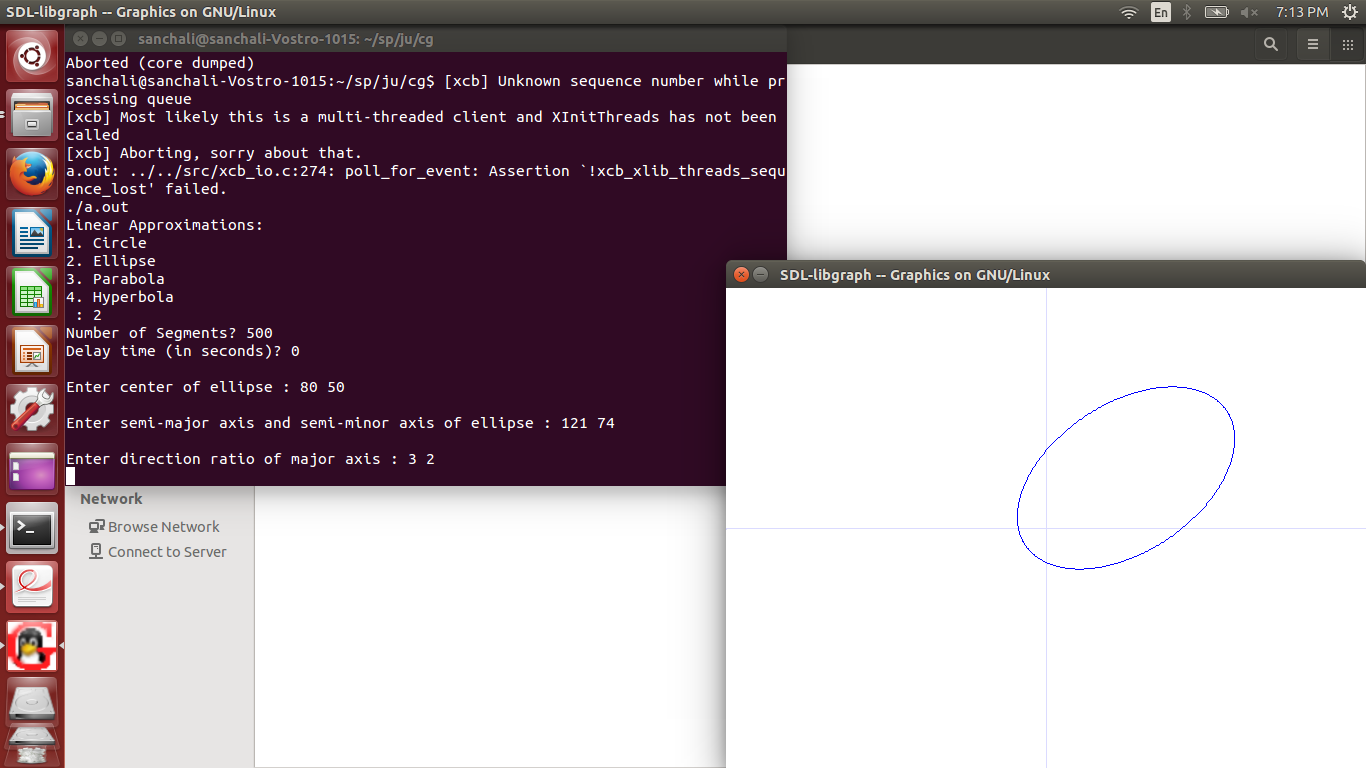 SDL-libgraph -- Graphics on GNU/Linux
En
7:13 PM
sanchali@sanchali-Vostro-1015: ~/sp/ju/cg
Aborted (core dumped)
sanchali@sanchali-Vostro-1015:~/sp/ju/cg$ [xcb] Unknown sequence number while pr
ocessing queue
[xcb] Most likely this is a multi-threaded client and XInitThreads has not been
called
[xcb] Aborting, sorry about that.
a.out: ../../src/xcb_io.c:274: poll_for_event: Assertion `!xcb_xlib_threads_sequ
ence_lost' failed.
./a.out
Linear Approximations:
1. Circle
2. Ellipse
3. Parabola
4. Hyperbola
: 2
Number of Segments? 500
Delay time (in seconds)? 0
Enter center of ellipse : 80 50
Enter semi-major axis and semi-minor axis of ellipse : 121 74
Enter direction ratio of major axis : 3 2
Network
Browse Network
Connect to Server
SDL-libgraph -- Graphics on GNU/Linux